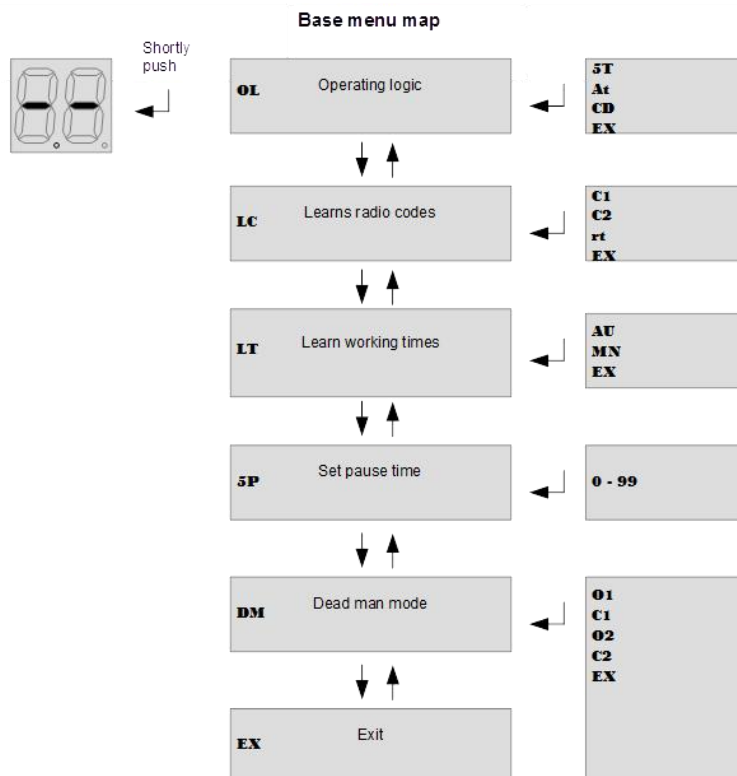 Base menu map
Shortly
push
OL Operating logic
5T
At
CD
EX
LC Learns radio codes
C1
C2
rt
EX
LT Learn working times
AU
MN
EX
5P Set pause time
0 - 99
DM Dead man mode
O1
C1
O2
C2
EX
EX Exit